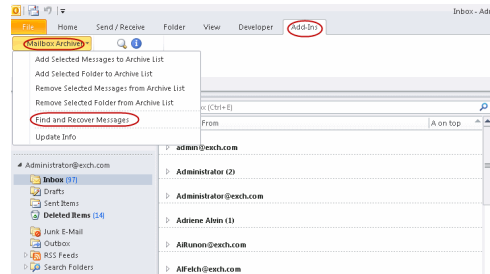 Inbox - Ad
File Home Send / Receive Folder View Developer Add-Ins
Mailbox Archiver
Add Selected Messages to Archive List
Add Selected Folder to Archive List
Remove Selected Messages from Archive List
Remove Selected Folder from Archive List
Find and Recover Messages
Update Info
(Ctrl+E)
From A on top
Administrator@exch.com
Inbox (97)
Drafts
Sent Items
Deleted Items (14)
Junk E-Mail
Outbox
RSS Feeds
Search Folders
admin@exch.com
Administrator (2)
Administrator@exch.com
Adriene Alvin (1)
AiRunon@exch.com
AlFelch@exch.com